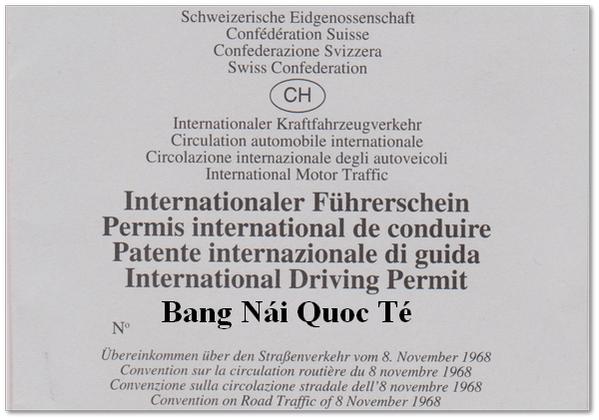 Schweizerische Eidgenossenschaft
Confédération Suisse
Confederazione Svizzera
Swiss Confederation
CH
Internationaler Kraftfahrzeugverkehr
Circulation automobile internationale
Circolazione internazionale degli autoveicoli
International Motor Traffic
Internationaler Führerschein
Permis international de conduire
Patente internazionale di guida
International Driving Permit
Bang Nái Quoc Té
Nº
Übereinkommen über den Straßenverkehr vom 8. November 1968
Convention sur la circulation routière du 8 novembre 1968
Convenzione sulla circolazione stradale dell'8 novembre 1968
Convention on Road Traffic of 8 November 1968